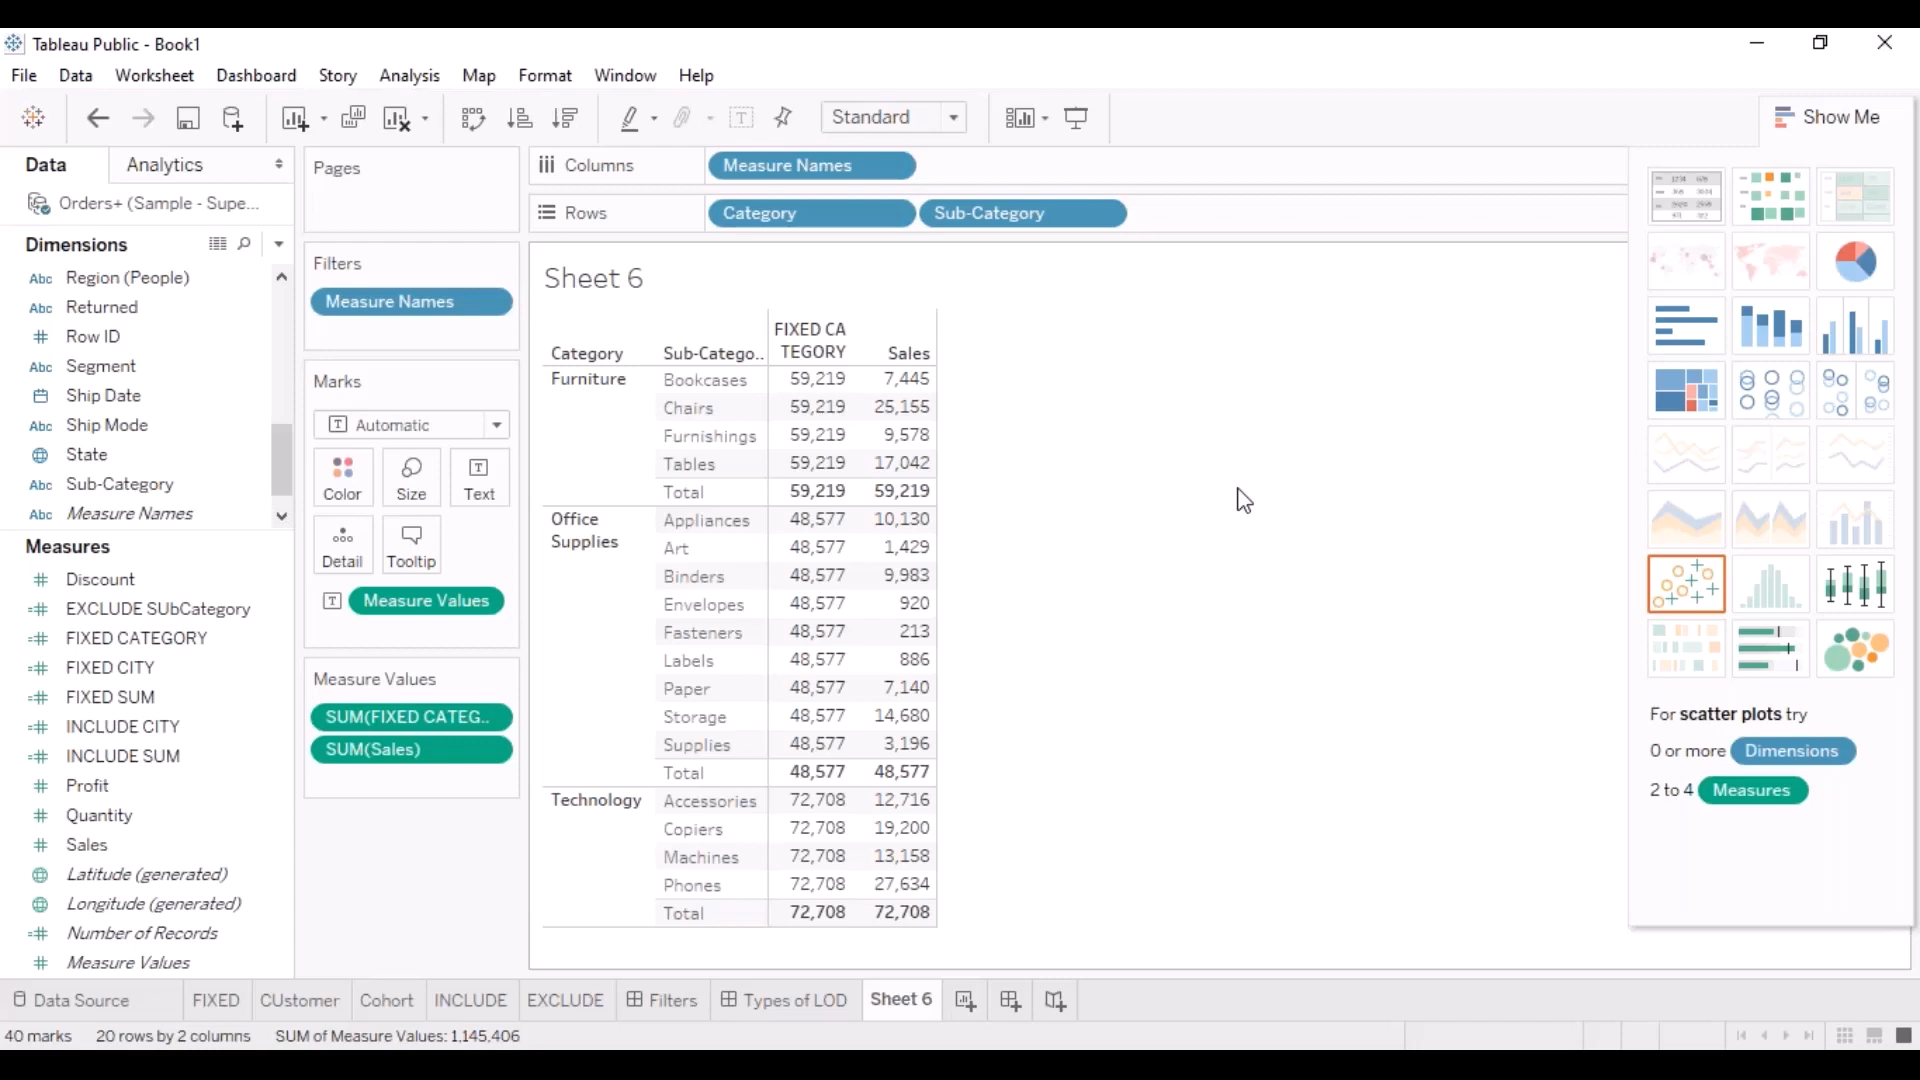 Tableau Public - Book1
File Data Worksheet Dashboard Story Analysis Map Format Window Help
Standard
Show Me
Data Analytics
Orders+ (Sample - Supe...
Dimensions
Abc Region (People)
Abc Returned
# Row ID
Abc Segment
Ship Date
Abc Ship Mode
State
Abc Sub-Category
Abc Measure Names
Measures
# Discount
=# EXCLUDE SUbCategory
=# FIXED CATEGORY
=# FIXED CITY
=# FIXED SUM
=# INCLUDE CITY
=# INCLUDE SUM
# Profit
# Quantity
# Sales
Latitude (generated)
Longitude (generated)
=# Number of Records
# Measure Values
Pages
Filters
Measure Names
Marks
Automatic
Color Size Text
Detail Tooltip
Measure Values
Measure Values
SUM(FIXED CATEG..
SUM(Sales)
Columns Measure Names
Rows Category Sub-Category
Sheet 6
FIXED CA
Category Sub-Catego.. TEGORY Sales
Furniture Bookcases 59,219 7,445
Chairs 59,219 25,155
Furnishings 59,219 9,578
Tables 59,219 17,042
Total 59,219 59,219
Office Appliances 48,577 10,130
Supplies Art 48,577 1,429
Binders 48,577 9,983
Envelopes 48,577 920
Fasteners 48,577 213
Labels 48,577 886
Paper 48,577 7,140
Storage 48,577 14,680
Supplies 48,577 3,196
Total 48,577 48,577
Technology Accessories 72,708 12,716
Copiers 72,708 19,200
Machines 72,708 13,158
Phones 72,708 27,634
Total 72,708 72,708
For scatter plots try
0 or more Dimensions
2 to 4 Measures
Data Source FIXED CUstomer Cohort INCLUDE EXCLUDE Filters Types of LOD Sheet 6
40 marks 20 rows by 2 columns SUM of Measure Values: 1,145,406